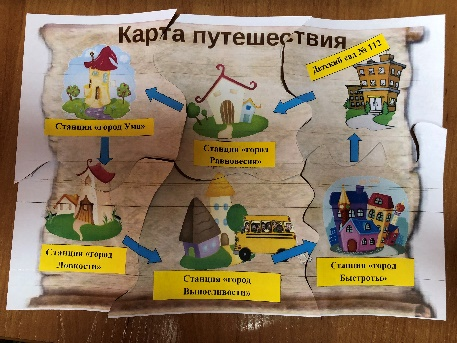 Карта путешествия
Детский сад № 112
Станция «город Ума»
Станция «город
Равновесия»
Станция «город
Ловкости»
Станция «город
Выносливости»
Станция «город
Быстроты»